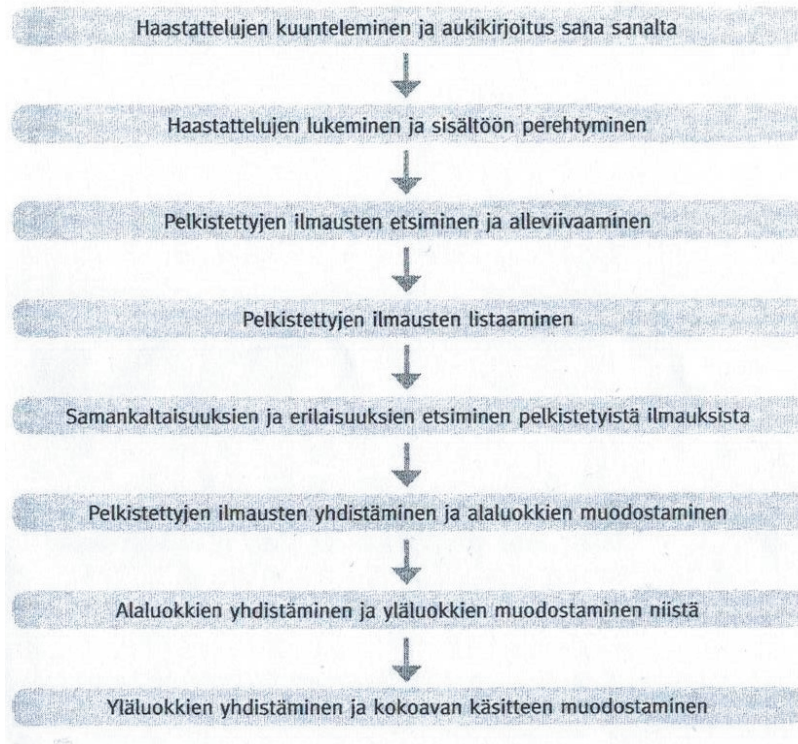 Haastattelujen kuunteleminen ja aukikirjoitus sana sanalta
Haastattelujen lukeminen ja sisältöön perehtyminen
Pelkistettyjen ilmausten etsiminen ja alleviivaaminen
Pelkistettyjen ilmausten listaaminen
Samankaltaisuuksien ja erilaisuuksien etsiminen pelkistetyistä ilmauksista
Pelkistettyjen ilmausten yhdistäminen ja alaluokkien muodostaminen
Alaluokkien yhdistäminen ja yläluokkien muodostaminen niistä
Yläluokkien yhdistäminen ja kokoavan käsitteen muodostaminen